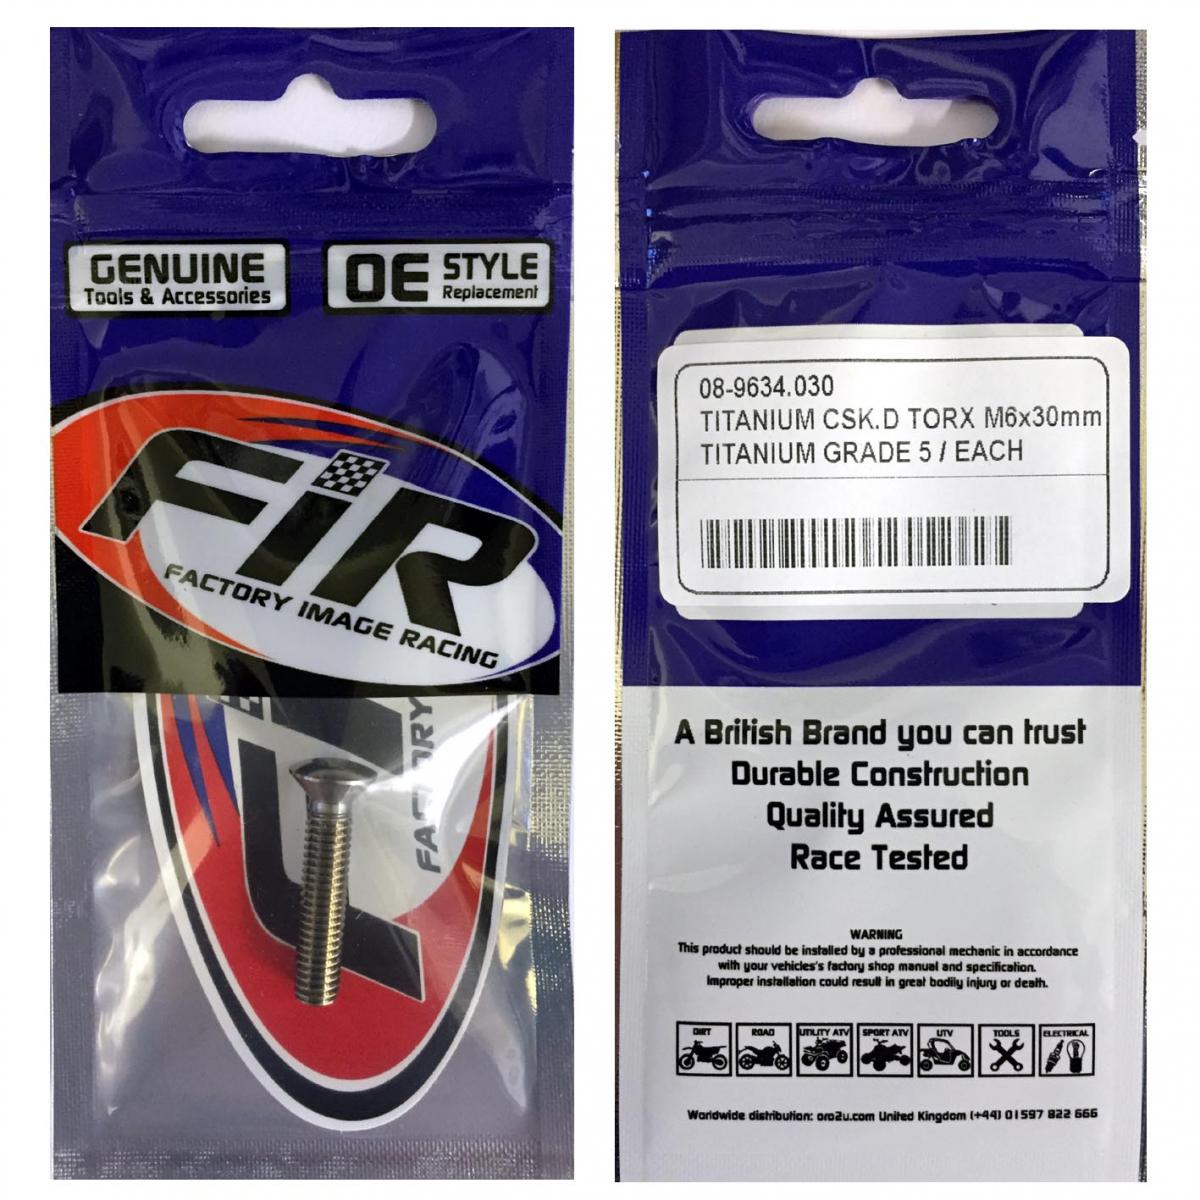 GENUINE
Tools & Accessories
OE STYLE
Replacement
FiR
FACTORY IMAGE RACING
FACTORY
08-9634.030
TITANIUM CSK.D TORX M6x30mm
TITANIUM GRADE 5 / EACH
A British Brand you can trust
Durable Construction
Quality Assured
Race Tested
WARNING
This product should be installed by a professional mechanic in accordance
with your vehicles's factory shop manual and specification.
Improper installation could result in great bodily injury or death.
DIRT ROAD UTILITY ATV SPORT ATV UTV TOOLS ELECTRICAL
Worldwide distribution: oro2u.com United Kingdom (+44) 01597 822 666